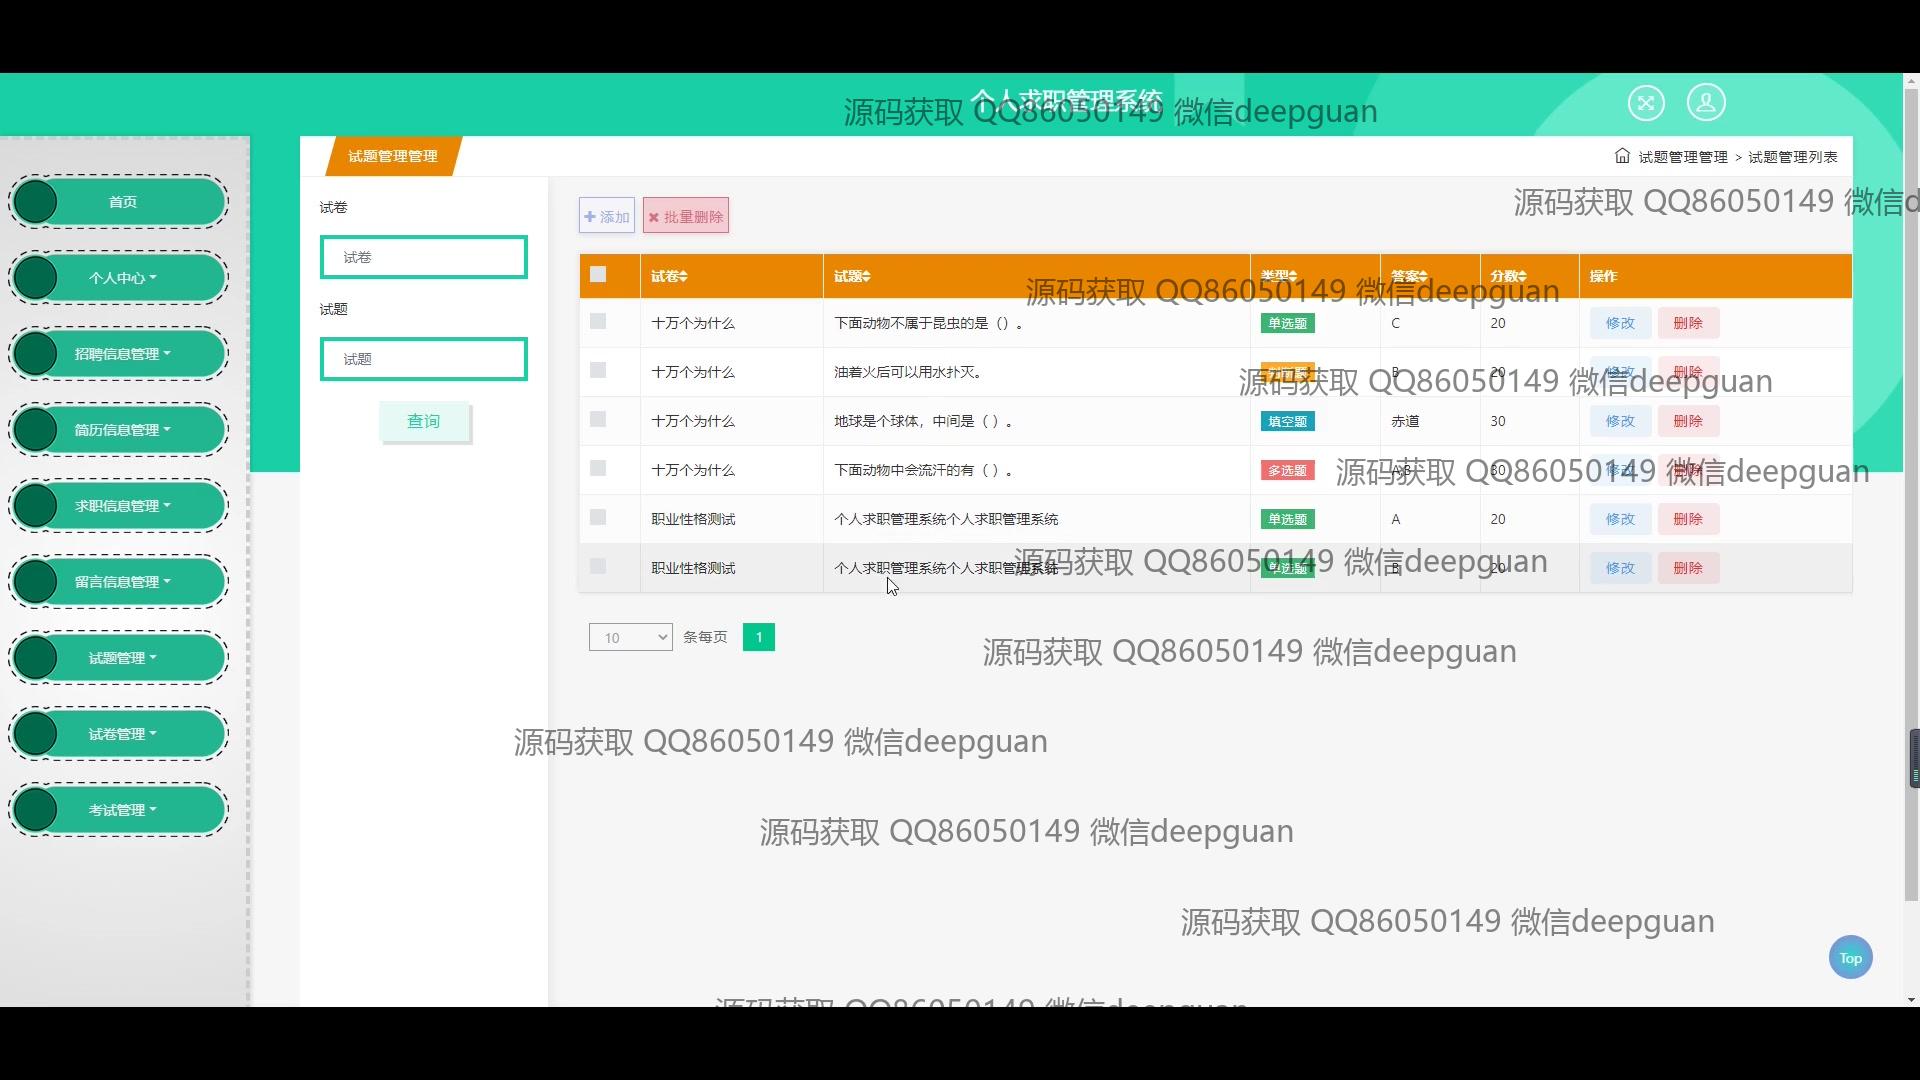 个人求职管理系统
源码获取 QQ86050149 微信deepguan
试题管理管理
试题管理管理 > 试题管理列表
源码获取 QQ86050149 微信d
首页
个人中心
招聘信息管理
简历信息管理
求职信息管理
留言信息管理
试题管理
试卷管理
考试管理
试卷
试卷
试题
试题
查询
添加 批量删除
试卷 试题 类型 答案 分数 操作
源码获取 QQ86050149 微信deepguan
十万个为什么 下面动物不属于昆虫的是（）。 单选题 C 20 修改 删除
十万个为什么 油着火后可以用水扑灭。 判断题 B 20 修改 删除
源码获取 QQ86050149 微信deepguan
十万个为什么 地球是个球体，中间是（ ）。 填空题 赤道 30 修改 删除
十万个为什么 下面动物中会流汗的有（ ）。 多选题 A,B 30 修改 删除
源码获取 QQ86050149 微信deepguan
职业性格测试 个人求职管理系统个人求职管理系统 单选题 A 20 修改 删除
职业性格测试 个人求职管理系统个人求职管理系统 单选题 B 20 修改 删除
源码获取 QQ86050149 微信deepguan
10 条每页 1
源码获取 QQ86050149 微信deepguan
源码获取 QQ86050149 微信deepguan
源码获取 QQ86050149 微信deepguan
源码获取 QQ86050149 微信deepguan
Top
源码获取 QQ86050149 微信deepguan